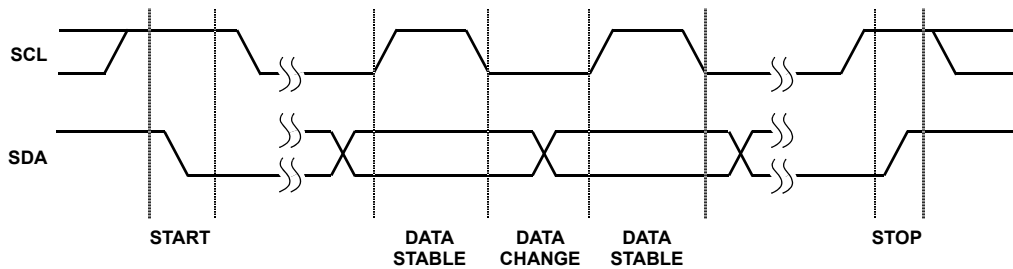 SCL
SDA
START
DATA
STABLE
DATA
CHANGE
DATA
STABLE
STOP